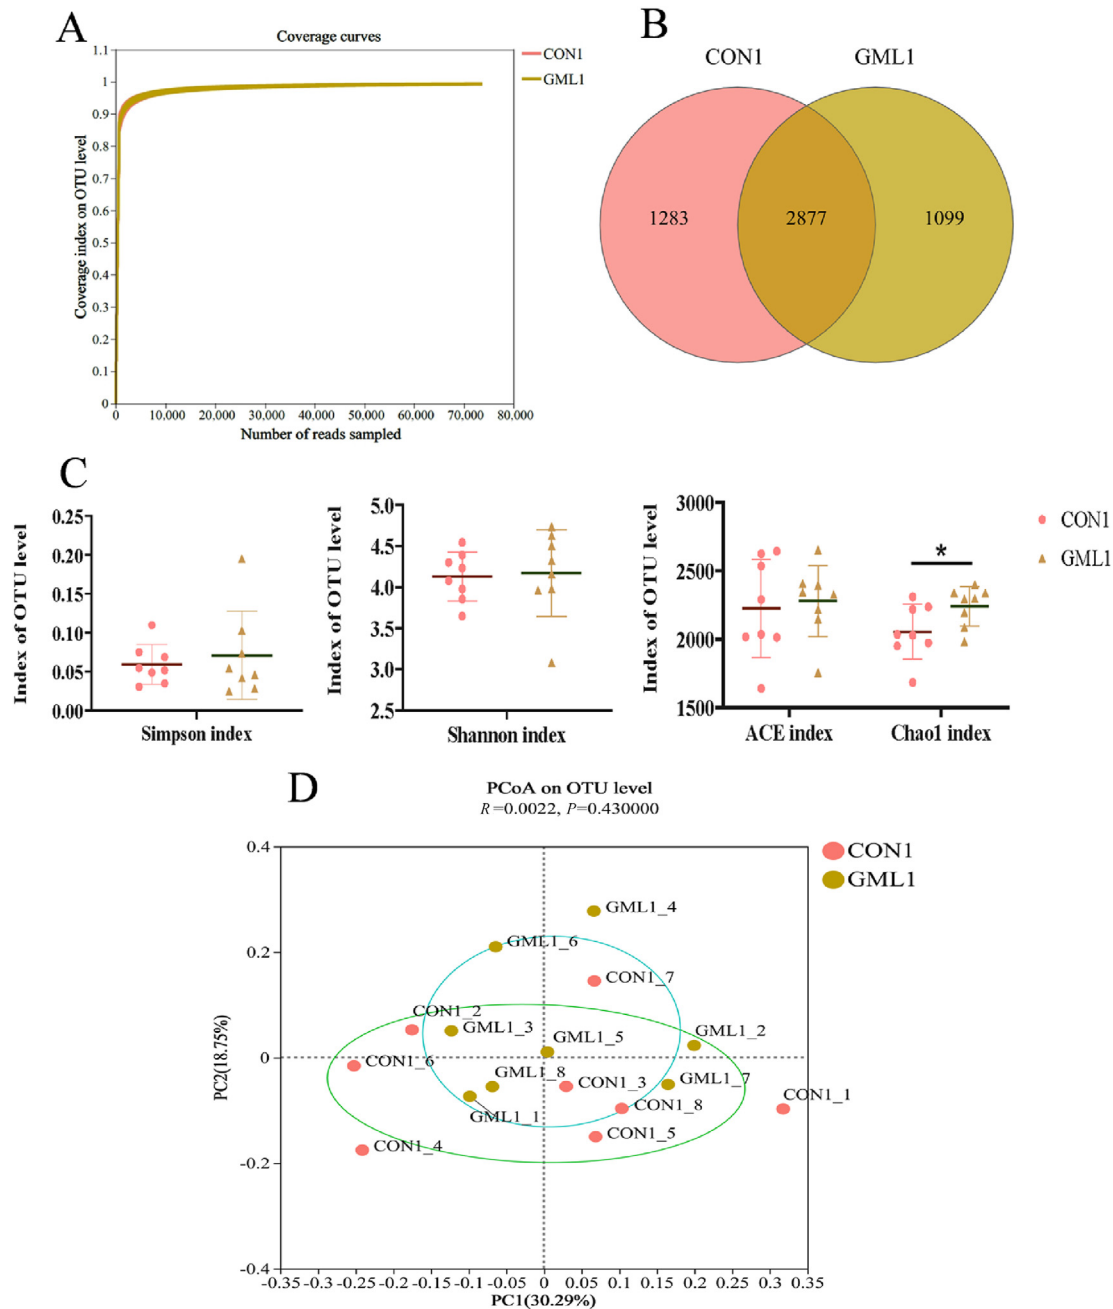 A
Coverage curves
CON1
GML1
Coverage index on OTU level
1.1
1
0.9
0.8
0.7
0.6
0.5
0.4
0.3
0.2
0.1
0
0 10,000 20,000 30,000 40,000 50,000 60,000 70,000 80,000
Number of reads sampled
B
CON1 GML1
1283 2877 1099
C
Index of OTU level
0.25
0.20
0.15
0.10
0.05
0.00
Simpson index
Index of OTU level
5.0
4.5
4.0
3.5
3.0
2.5
Shannon index
Index of OTU level
3000
2500
2000
1500
*
ACE index Chao1 index
CON1
GML1
D
PCoA on OTU level
R=0.0022, P=0.430000
CON1
GML1
PC2(18.75%)
0.4
0.2
0
-0.2
-0.4
GML1_4
GML1_6
CON1_7
CON1_2
GML1_3
GML1_5
GML1_2
CON1_6
GML1_8
CON1_3
GML1_7
CON1_1
GML1_1
CON1_8
CON1_5
CON1_4
-0.35 -0.3 -0.25 -0.2 -0.15 -0.1 -0.05 0 0.05 0.1 0.15 0.2 0.25 0.3 0.35
PC1(30.29%)